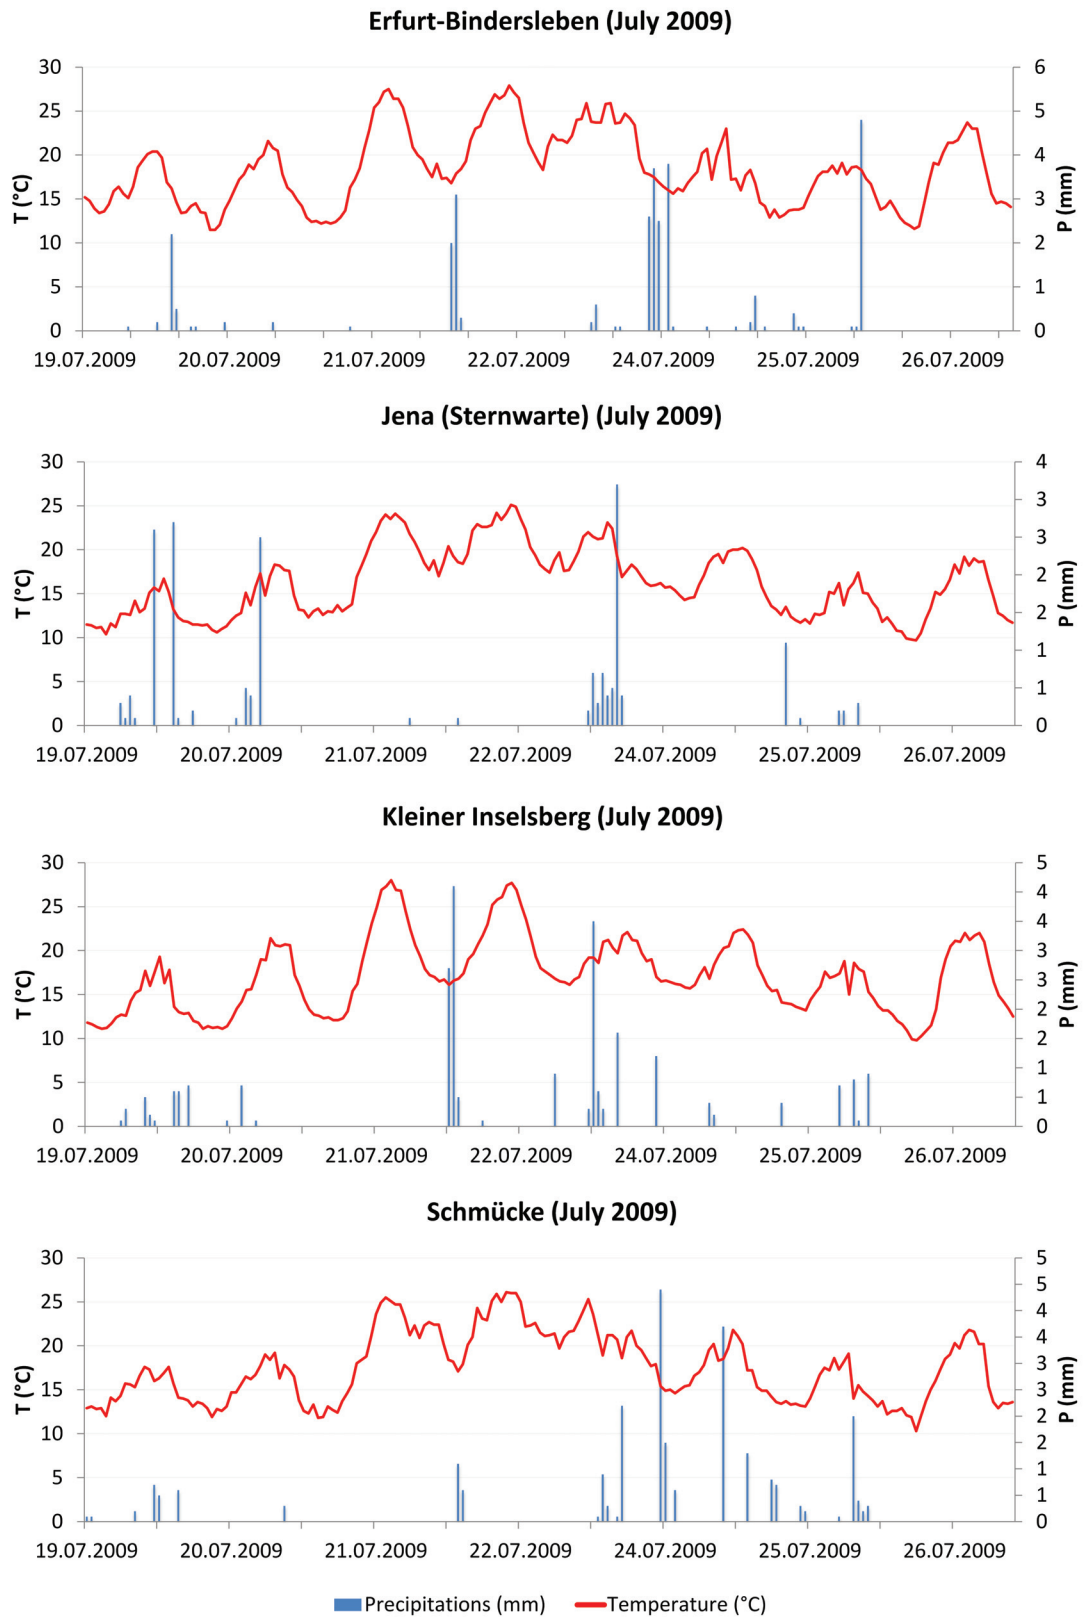 Erfurt-Bindersleben (July 2009)
30 6
25 5
20 4
15 3
10 2
5 1
0 0
T (°C)
P (mm)
19.07.2009 20.07.2009 21.07.2009 22.07.2009 24.07.2009 25.07.2009 26.07.2009
Jena (Sternwarte) (July 2009)
30 4
25 3
20 3
15 2
10 2
5 1
0 1
0
T (°C)
P (mm)
19.07.2009 20.07.2009 21.07.2009 22.07.2009 24.07.2009 25.07.2009 26.07.2009
Kleiner Inselsberg (July 2009)
30 5
25 4
20 4
15 3
10 3
5 2
0 2
1
1
0
T (°C)
P (mm)
19.07.2009 20.07.2009 21.07.2009 22.07.2009 24.07.2009 25.07.2009 26.07.2009
Schmücke (July 2009)
30 5
25 5
20 4
15 4
10 3
5 3
0 2
2
1
1
0
T (°C)
P (mm)
19.07.2009 20.07.2009 21.07.2009 22.07.2009 24.07.2009 25.07.2009 26.07.2009
Precipitations (mm) Temperature (°C)